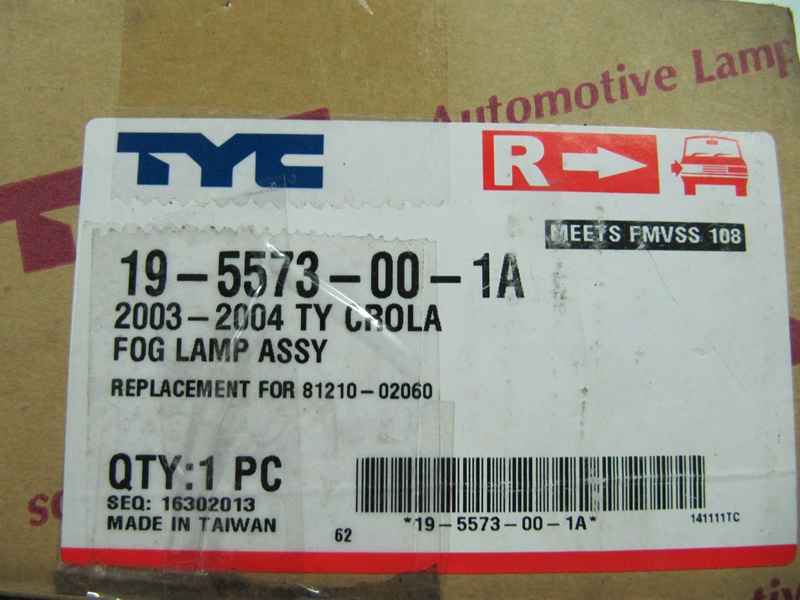 Automotive Lamp
TYC
R
MEETS FMVSS 108
19-5573-00-1A
2003-2004 TY CROLA
FOG LAMP ASSY
REPLACEMENT FOR 81210-02060
QTY:1 PC
SEQ: 16302013
MADE IN TAIWAN
62
*19-5573-00-1A*
141111TC